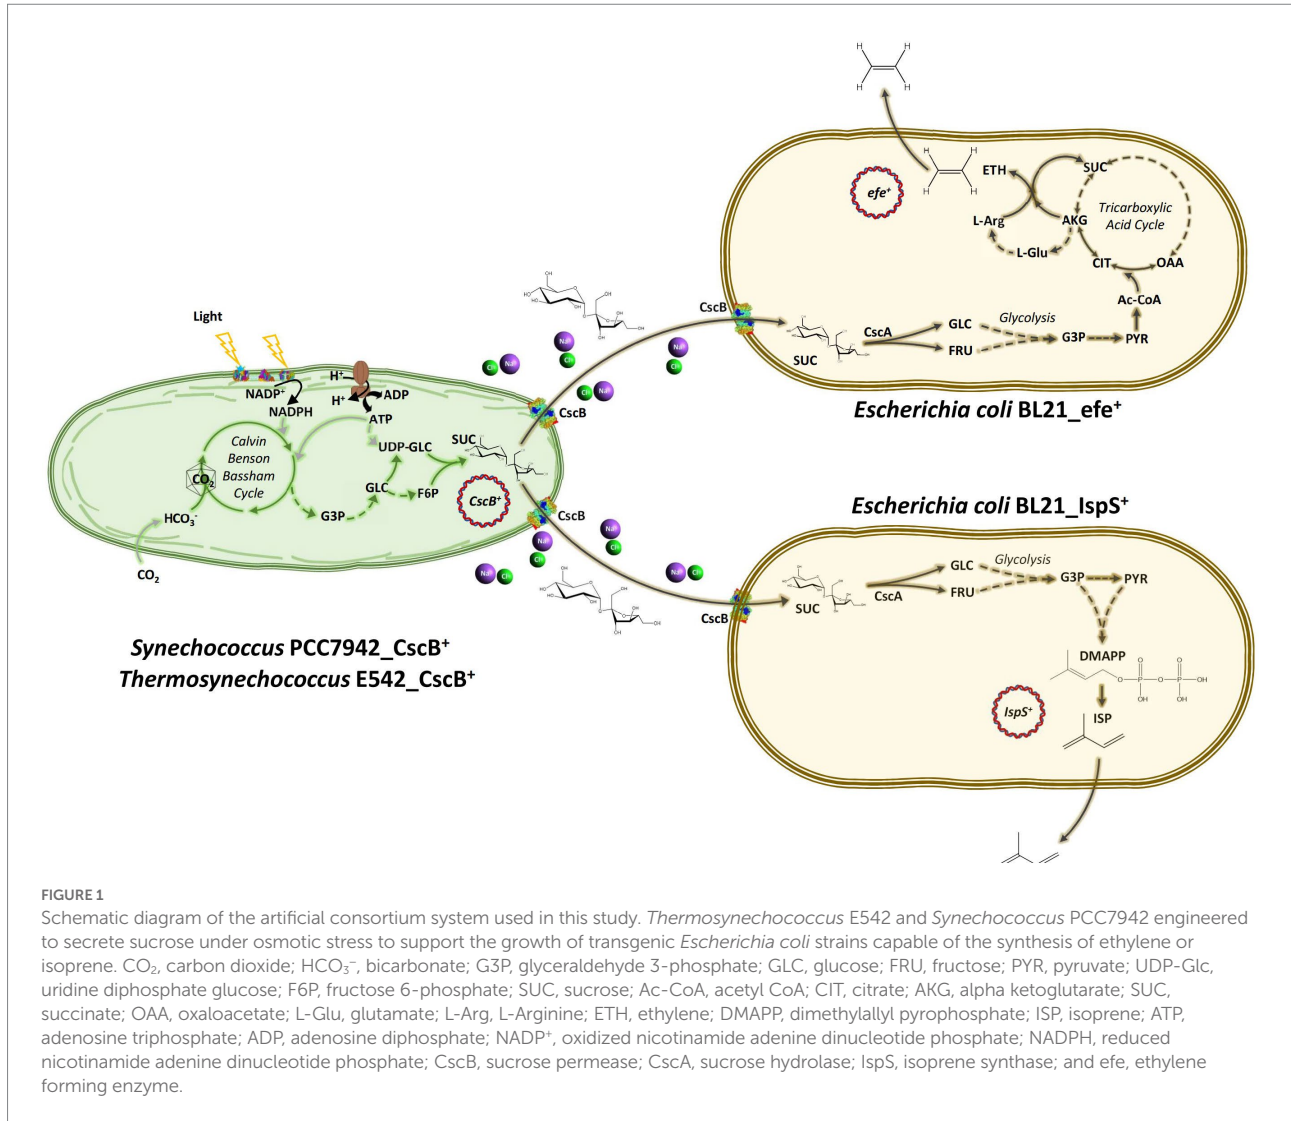 H H
H H
H H
H H
efe⁺
ETH
SUC
L-Arg
AKG
Tricarboxylic
Acid Cycle
L-Glu
CIT
OAA
Ac-CoA
CscB
SUC
CscA
GLC
FRU
Glycolysis
G3P
PYR
Escherichia coli BL21_efe⁺
Light
NADP⁺
NADPH
H⁺
H⁺
ADP
ATP
Calvin
Benson
Bassham
Cycle
CO₂
HCO₃⁻
CO₂
G3P
GLC
UDP-GLC
F6P
SUC
CscB⁺
CscB
CscB
Synechococcus PCC7942_CscB⁺
Thermosynechococcus E542_CscB⁺
Escherichia coli BL21_IspS⁺
CscB
SUC
CscA
GLC
FRU
Glycolysis
G3P
PYR
DMAPP
IspS⁺
ISP
FIGURE 1
Schematic diagram of the artificial consortium system used in this study. Thermosynechococcus E542 and Synechococcus PCC7942 engineered
to secrete sucrose under osmotic stress to support the growth of transgenic Escherichia coli strains capable of the synthesis of ethylene or
isoprene. CO₂, carbon dioxide; HCO₃⁻, bicarbonate; G3P, glyceraldehyde 3-phosphate; GLC, glucose; FRU, fructose; PYR, pyruvate; UDP-Glc,
uridine diphosphate glucose; F6P, fructose 6-phosphate; SUC, sucrose; Ac-CoA, acetyl CoA; CIT, citrate; AKG, alpha ketoglutarate; SUC,
succinate; OAA, oxaloacetate; L-Glu, glutamate; L-Arg, L-Arginine; ETH, ethylene; DMAPP, dimethylallyl pyrophosphate; ISP, isoprene; ATP,
adenosine triphosphate; ADP, adenosine diphosphate; NADP⁺, oxidized nicotinamide adenine dinucleotide phosphate; NADPH, reduced
nicotinamide adenine dinucleotide phosphate; CscB, sucrose permease; CscA, sucrose hydrolase; IspS, isoprene synthase; and efe, ethylene
forming enzyme.